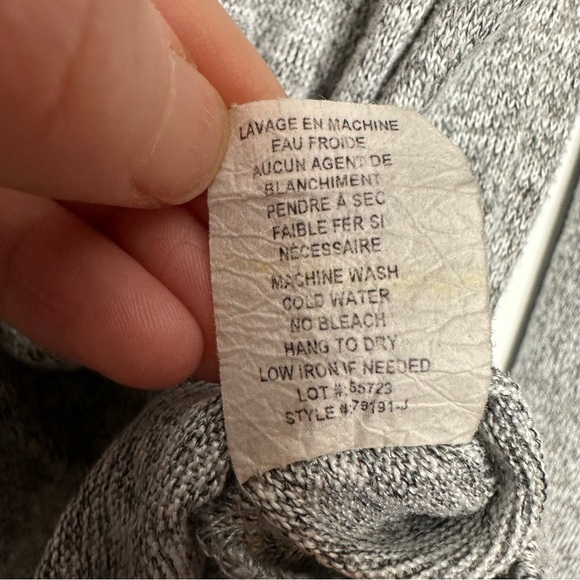 LAVAGE EN MACHINE
EAU FROIDE
AUCUN AGENT DE
BLANCHIMENT
PENDRE À SEC
FAIBLE FER SI
NÉCESSAIRE
MACHINE WASH
COLD WATER
NO BLEACH
HANG TO DRY
LOW IRON IF NEEDED
LOT #: 55723
STYLE #:79191-J